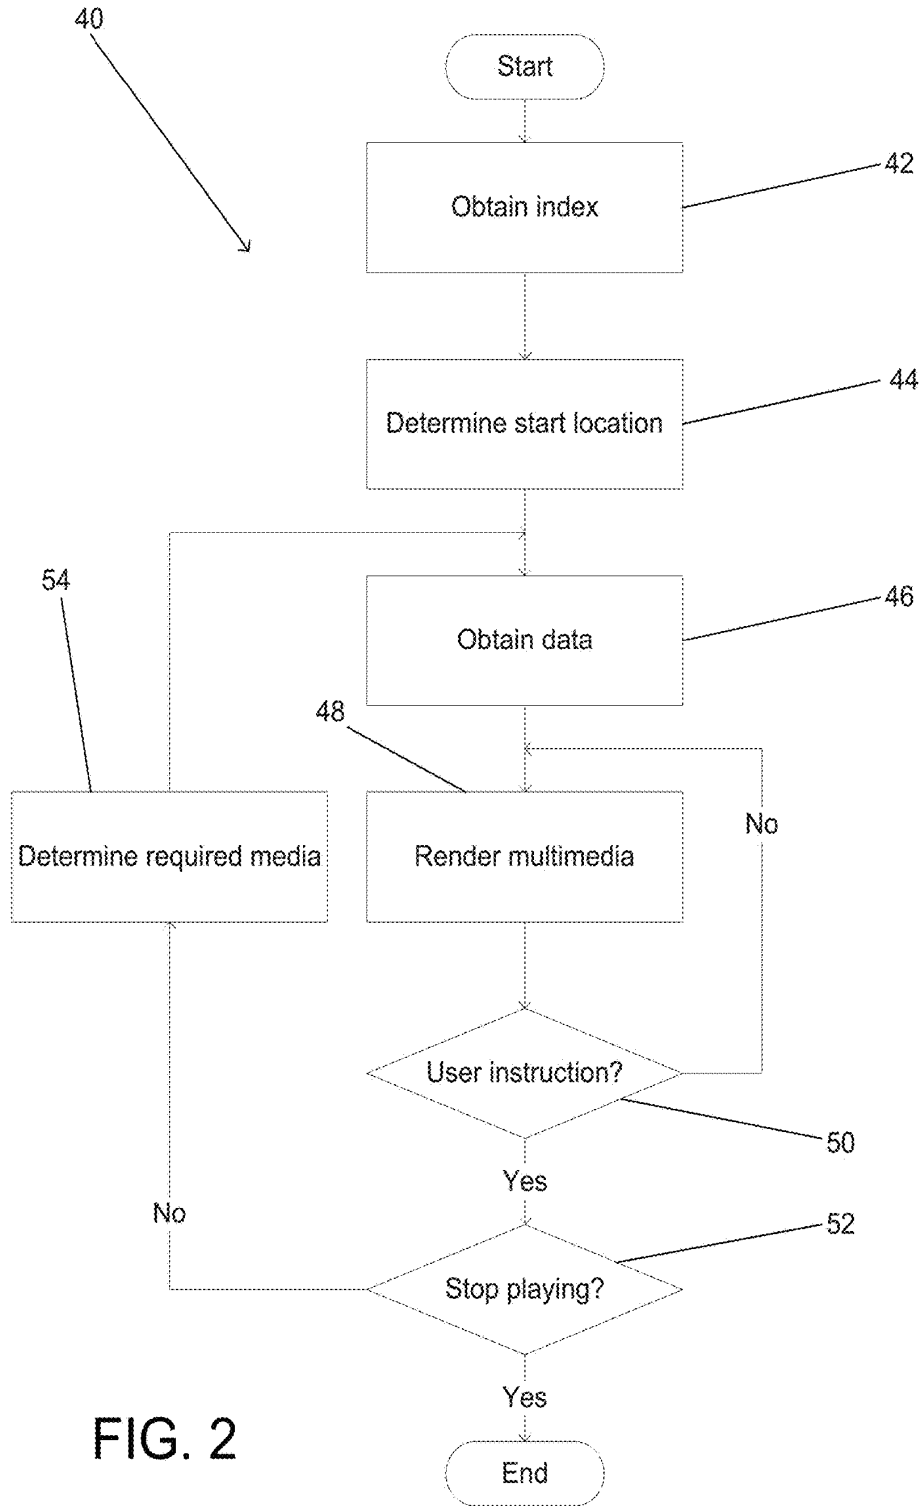 40
Start
42
Obtain index
44
Determine start location
54
46
Obtain data
48
No
Determine required media
Render multimedia
User instruction?
50
Yes
No
52
Stop playing?
Yes
FIG. 2
End